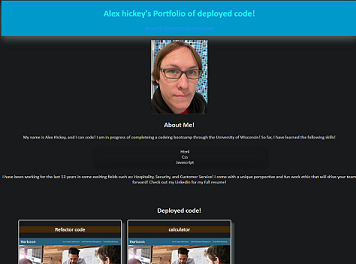 Alex hickey's Portfolio of deployed code!
About Me!
My name is Alex Hickey, and I can code! I am in progress of completing a coding bootcamp through the University of Wisconsin! So far, I have learned the following skills!
Html
Css
Javascript
I have been working for the last 13 years in some exciting fields such as: Hospitality, Security, and Customer Service! I come with a unique perspective and fun work ethic that will drive your team
forward! Check out my Linkedin for my full resume!
Deployed code!
Refactor code
calculator